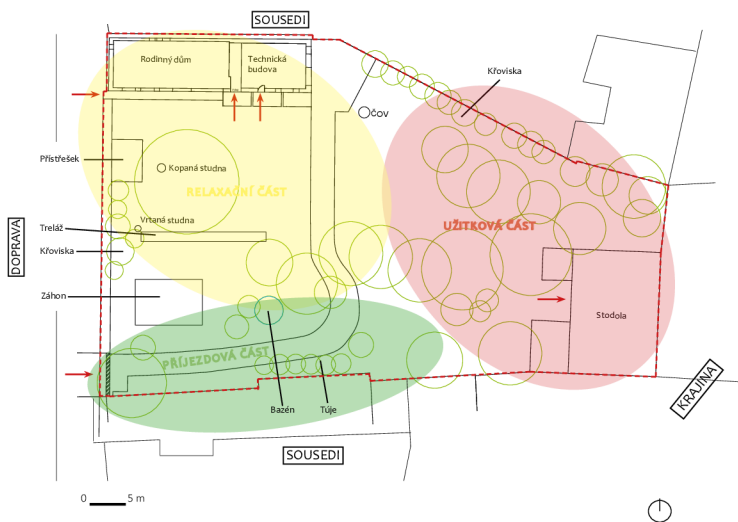 SOUSEDI
Rodinný dům
Technická
budova
Křoviska
ČOV
Přístřešek
Kopaná studna
RELAXAČNÍ ČÁST
Vrtaná studna
UŽITKOVÁ ČÁST
Treláž
DOPRAVA
Křoviska
Záhon
Stodola
PŘÍJEZDOVÁ ČÁST
KRAJINA
Bazén
Túje
SOUSEDI
0
5 m